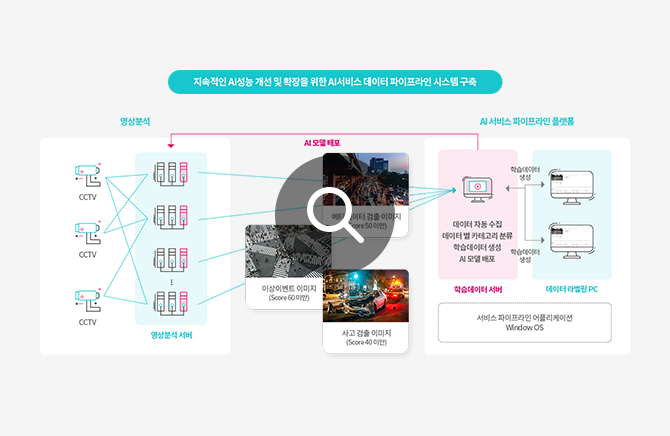 지속적인 AI성능 개선 및 확장을 위한 AI서비스 데이터 파이프라인 시스템 구축
영상분석
AI 서비스 파이프라인 플랫폼
AI 모델 배포
CCTV
CCTV
CCTV
영상분석 서버
메타데이터 검출 이미지
(Score 50 미만)
이상이벤트 이미지
(Score 60 미만)
사고 검출 이미지
(Score 40 미만)
데이터 자동 수집
데이터 별 카테고리 분류
학습데이터 생성
AI 모델 배포
학습데이터 서버
학습데이터
생성
학습데이터
생성
데이터 라벨링 PC
서비스 파이프라인 어플리케이션
Window OS